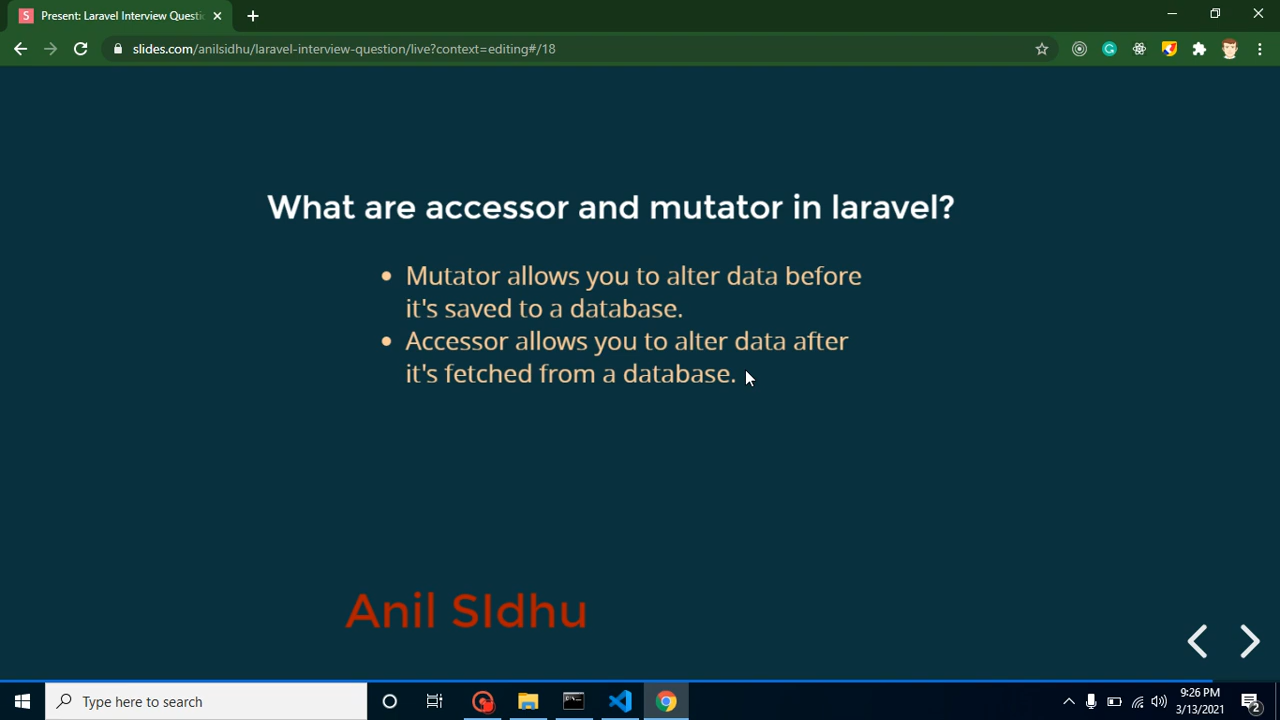 Present: Laravel Interview Questi
slides.com/anilsidhu/laravel-interview-question/live?context=editing#/18
What are accessor and mutator in laravel?
• Mutator allows you to alter data before
it's saved to a database.
• Accessor allows you to alter data after
it's fetched from a database.
Anil SIdhu
Type here to search
9:26 PM
3/13/2021
2